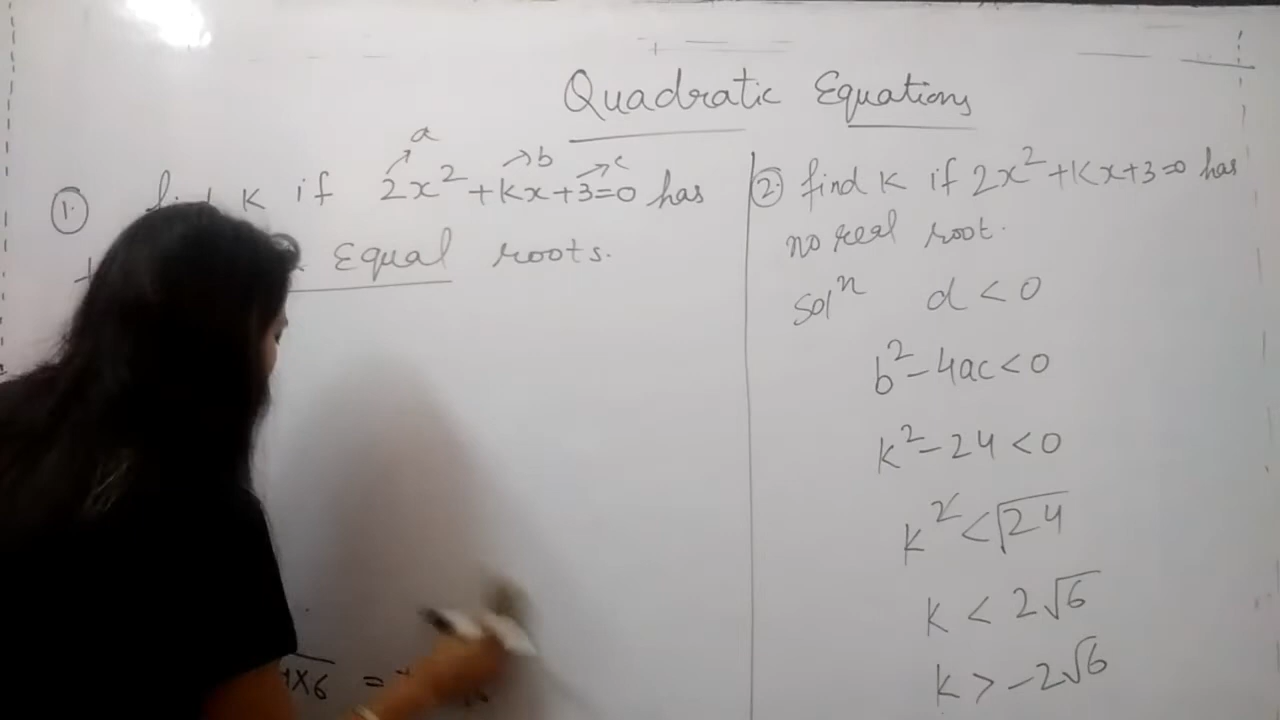 Quadratic Equations
a
b
c
1. K if 2x² + Kx + 3 = 0 has
Equal roots.
×6 =
2. find K if 2x² + Kx + 3 = 0 has
no real root.
Solⁿ d < 0
b² - 4ac < 0
K² - 24 < 0
K² < √24
K < 2√6
K > -2√6